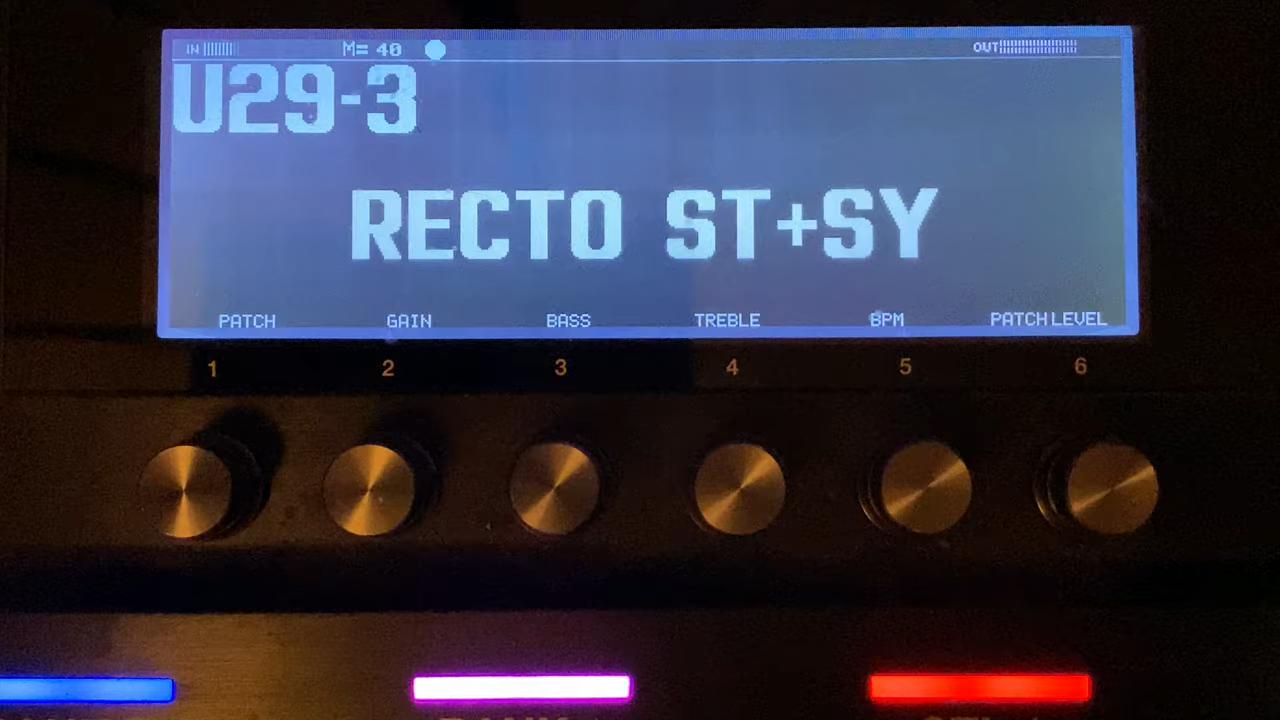 IN M= 40 OUT
U29-3
RECTO ST+SY
PATCH GAIN BASS TREBLE BPM PATCH LEVEL
1 2 3 4 5 6